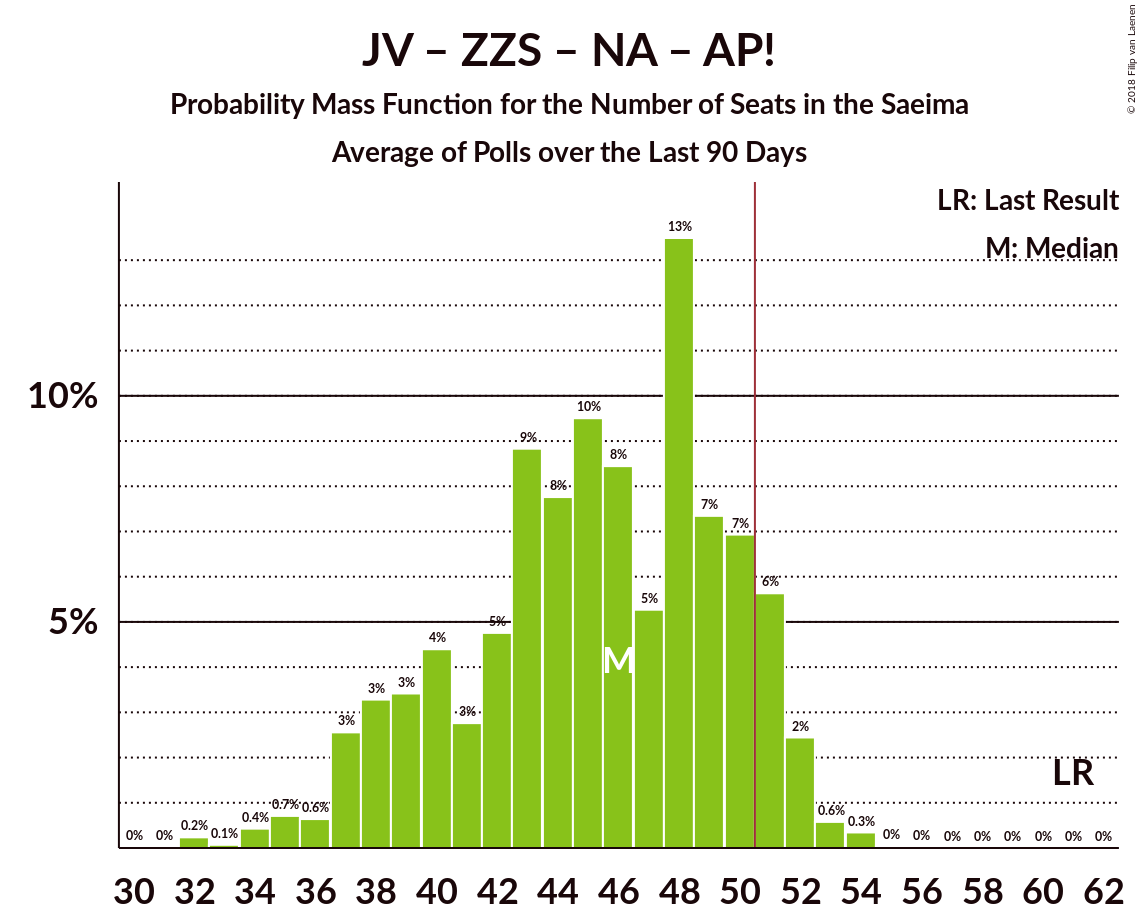 JV – ZZS – NA – AP!
Probability Mass Function for the Number of Seats in the Saeima
Average of Polls over the Last 90 Days
© 2018 Filip van Laenen
LR: Last Result
M: Median
10%
5%
0% 0% 0.2% 0.1% 0.4% 0.7% 0.6% 3% 3% 3% 4% 3% 5% 9% 8% 10% 8% 5% 13% 7% 7% 6% 2% 0.6% 0.3% 0% 0% 0% 0% 0% 0% 0% 0%
M
LR
30 32 34 36 38 40 42 44 46 48 50 52 54 56 58 60 62